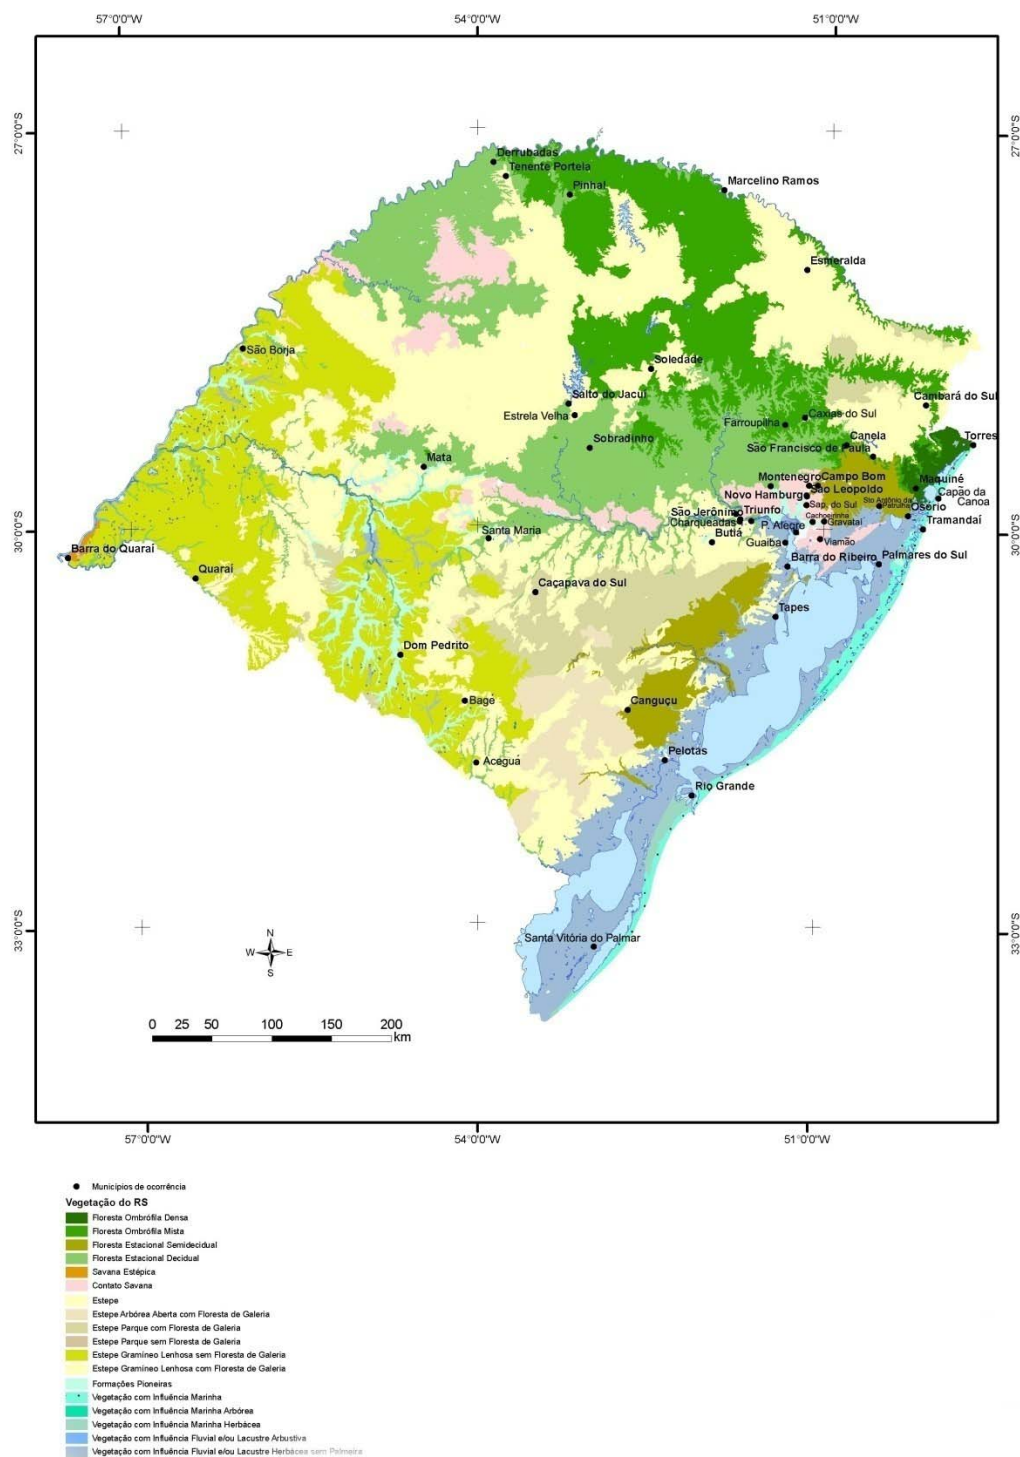 57°0'0"W 54°0'0"W 51°0'0"W
27°0'0"S 27°0'0"S
Derrubadas
Tenente Portela
Pinhal
Marcelino Ramos
Esmeralda
São Borja
Soledade
Salto do Jacuí
Estrela Velha
Cambará do Sul
Caxias do Sul
Farroupilha
Sobradinho
Canela
Torres
São Francisco de Paula
Mata
Montenegro Campo Bom
Maquiné
Novo Hamburgo São Leopoldo
Capão da
Canoa
Sap. do Sul
Sto Antônio da
Patrulha
Osório
São Jerônimo Triunfo
Cachoeirinha
Charqueadas
P. Alegre
Gravataí
Tramandaí
30°0'0"S 30°0'0"S
Santa Maria
Butiá
Guaíba
Viamão
Barra do Quaraí
Barra do Ribeiro
Palmares do Sul
Quaraí
Caçapava do Sul
Tapes
Dom Pedrito
Bage
Canguçu
Acegua
Pelotas
Rio Grande
33°0'0"S 33°0'0"S
Santa Vitória do Palmar
N
W E
S
0 25 50 100 150 200
km
57°0'0"W 54°0'0"W 51°0'0"W
Municípios de ocorrência
Vegetação do RS
Floresta Ombrófila Densa
Floresta Ombrófila Mista
Floresta Estacional Semidecidual
Floresta Estacional Decidual
Savana Estépica
Contato Savana
Estepe
Estepe Arbórea Aberta com Floresta de Galeria
Estepe Parque com Floresta de Galeria
Estepe Parque sem Floresta de Galeria
Estepe Gramíneo Lenhosa sem Floresta de Galeria
Estepe Gramíneo Lenhosa com Floresta de Galeria
Formações Pioneiras
Vegetação com Influência Marinha
Vegetação com Influência Marinha Arbórea
Vegetação com Influência Marinha Herbácea
Vegetação com Influência Fluvial e/ou Lacustre Arbustiva
Vegetação com Influência Fluvial e/ou Lacustre Herbácea sem Palmeira